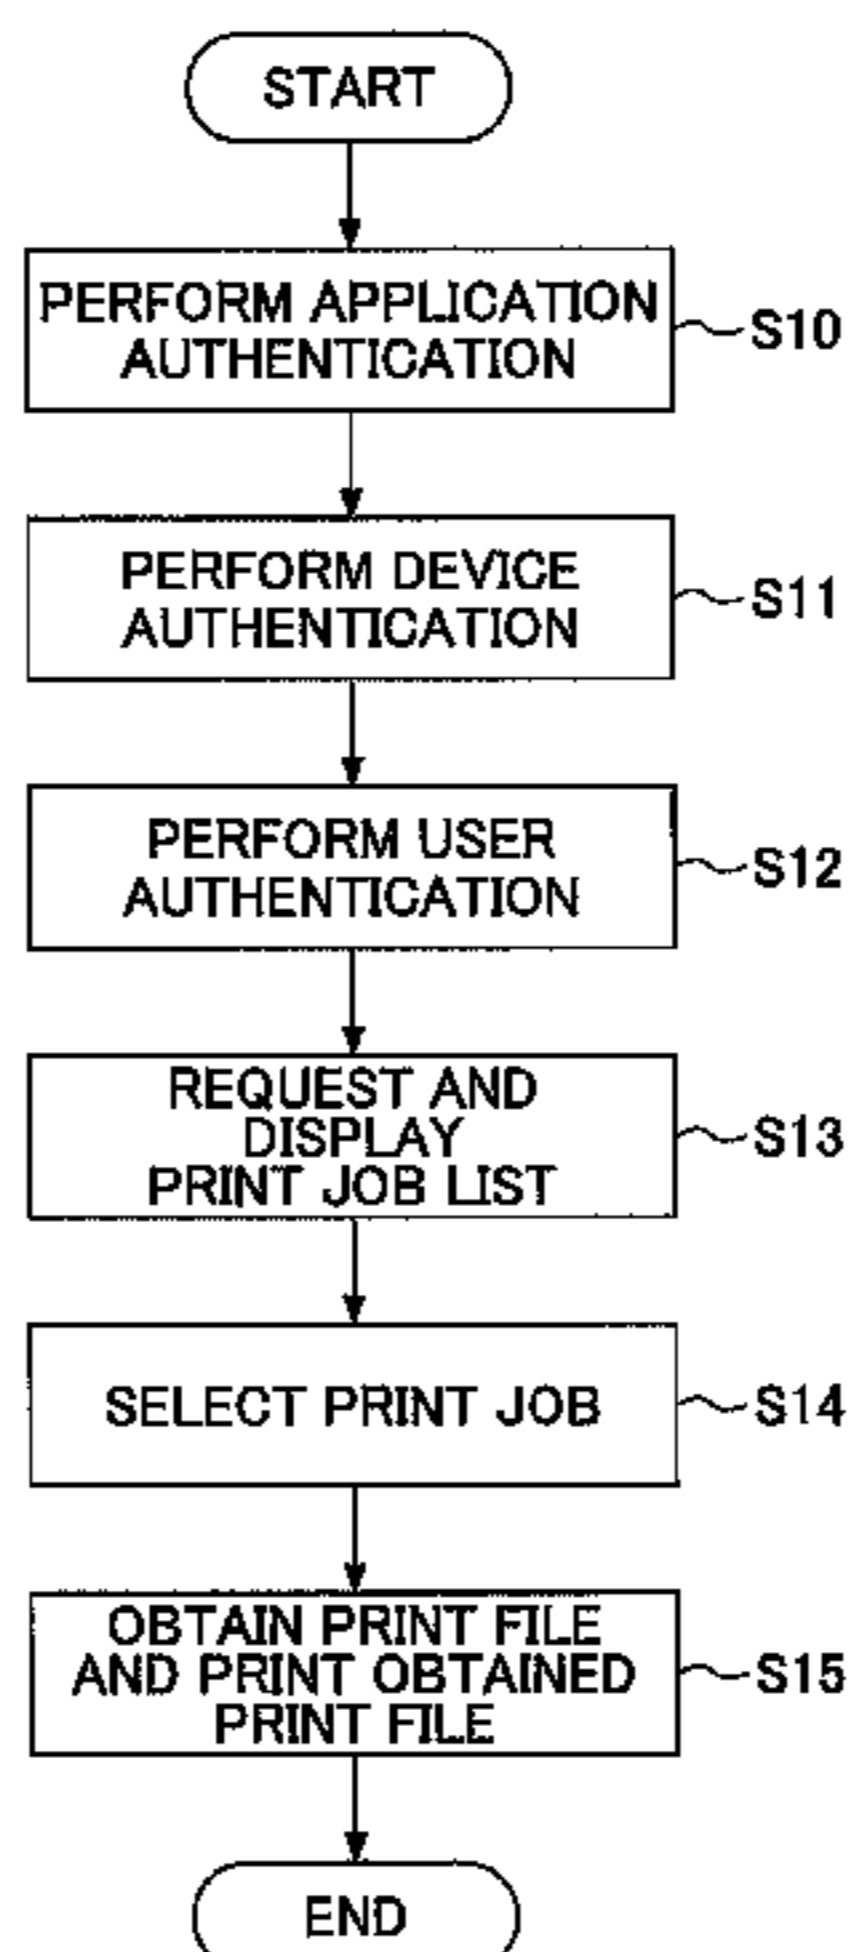 START
PERFORM APPLICATION
AUTHENTICATION
S10
PERFORM DEVICE
AUTHENTICATION
S11
PERFORM USER
AUTHENTICATION
S12
REQUEST AND
DISPLAY
PRINT JOB LIST
S13
SELECT PRINT JOB
S14
OBTAIN PRINT FILE
AND PRINT OBTAINED
PRINT FILE
S15
END